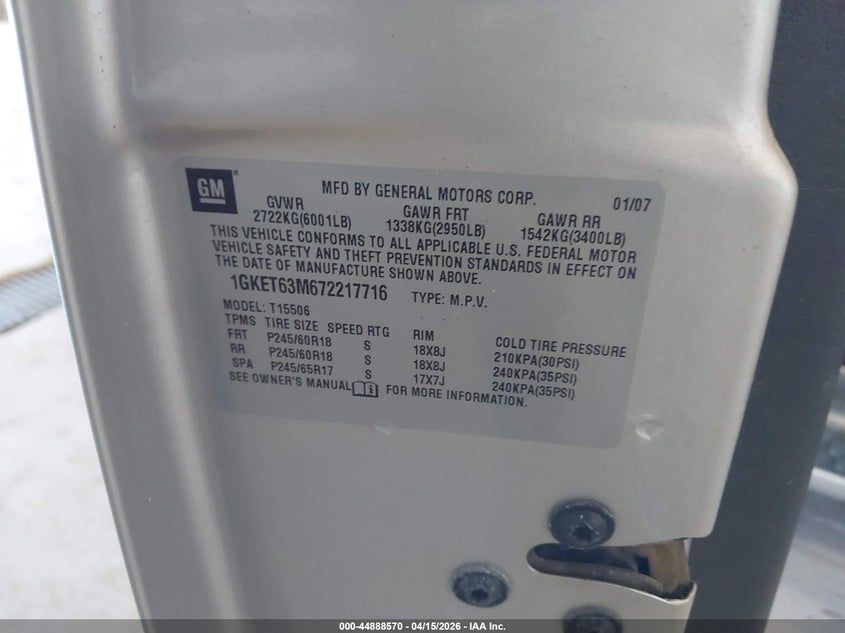 GM
MFD BY GENERAL MOTORS CORP. 01/07
GVWR GAWR FRT GAWR RR
2722KG(6001LB) 1338KG(2950LB) 1542KG(3400LB)
THIS VEHICLE CONFORMS TO ALL APPLICABLE U.S. FEDERAL MOTOR
VEHICLE SAFETY AND THEFT PREVENTION STANDARDS IN EFFECT ON
THE DATE OF MANUFACTURE SHOWN ABOVE.
1GKET63M672217716 TYPE: M.P.V.
MODEL: T15506
TPMS TIRE SIZE SPEED RTG RIM COLD TIRE PRESSURE
FRT P245/60R18 S 18X8J 210KPA(30PSI)
RR P245/60R18 S 18X8J 240KPA(35PSI)
SPA P245/65R17 S 17X7J 240KPA(35PSI)
SEE OWNER'S MANUAL FOR MORE INFORMATION.
000-44888570 - 04/15/2026 - IAA Inc.